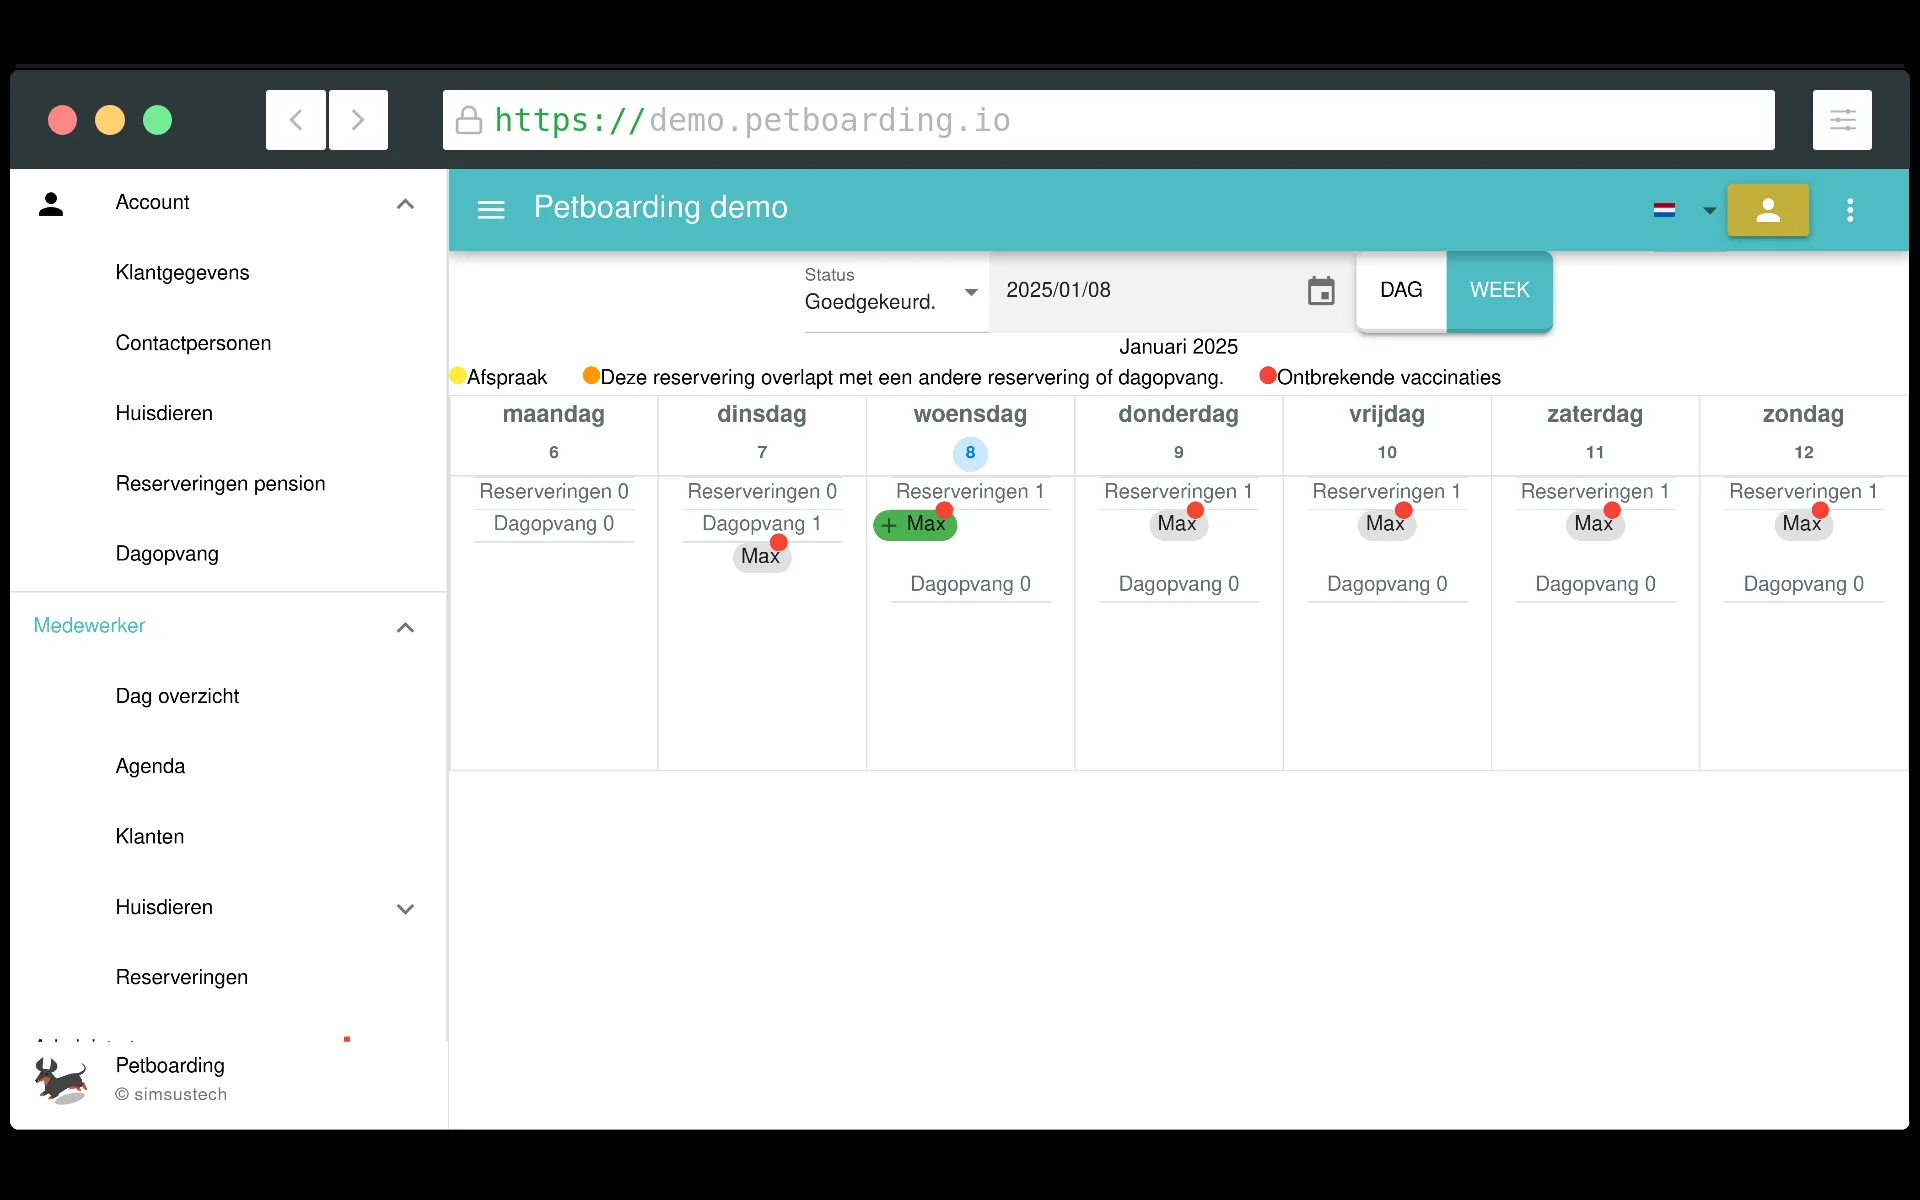 https://demo.petboarding.io
Account
Klantgegevens
Contactpersonen
Huisdieren
Reserveringen pension
Dagopvang
Medewerker
Dag overzicht
Agenda
Klanten
Huisdieren
Reserveringen
Petboarding
© simsustech
Petboarding demo
Status
Goedgekeurd.
2025/01/08
DAG WEEK
Januari 2025
Afspraak Deze reservering overlapt met een andere reservering of dagopvang. Ontbrekende vaccinaties
maandag dinsdag woensdag donderdag vrijdag zaterdag zondag
6 7 8 9 10 11 12
Reserveringen 0 Reserveringen 0 Reserveringen 1 Reserveringen 1 Reserveringen 1 Reserveringen 1 Reserveringen 1
Dagopvang 0 Dagopvang 1 + Max Max Max Max Max
Max
Dagopvang 0 Dagopvang 0 Dagopvang 0 Dagopvang 0 Dagopvang 0